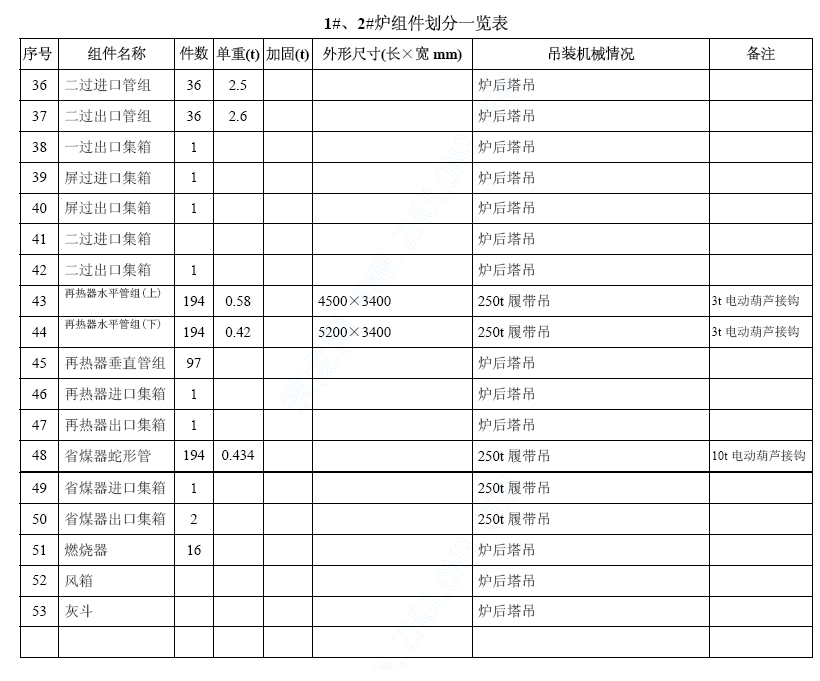 1#、2#炉组件划分一览表
序号 组件名称 件数 单重(t) 加固(t) 外形尺寸(长×宽 mm) 吊装机械情况 备注
36 二过进口管组 36 2.5 炉后塔吊
37 二过出口管组 36 2.6 炉后塔吊
38 一过出口集箱 1 炉后塔吊
39 屏过进口集箱 1 炉后塔吊
40 屏过出口集箱 1 炉后塔吊
41 二过进口集箱 炉后塔吊
42 二过出口集箱 1 炉后塔吊
43 再热器水平管组(上) 194 0.58 4500×3400 250t 履带吊 3t 电动葫芦接钩
44 再热器水平管组(下) 194 0.42 5200×3400 250t 履带吊 3t 电动葫芦接钩
45 再热器垂直管组 97 炉后塔吊
46 再热器进口集箱 1 炉后塔吊
47 再热器出口集箱 1 炉后塔吊
48 省煤器蛇形管 194 0.434 250t 履带吊 10t 电动葫芦接钩
49 省煤器进口集箱 1 250t 履带吊
50 省煤器出口集箱 2 250t 履带吊
51 燃烧器 16 炉后塔吊
52 风箱 炉后塔吊
53 灰斗 炉后塔吊